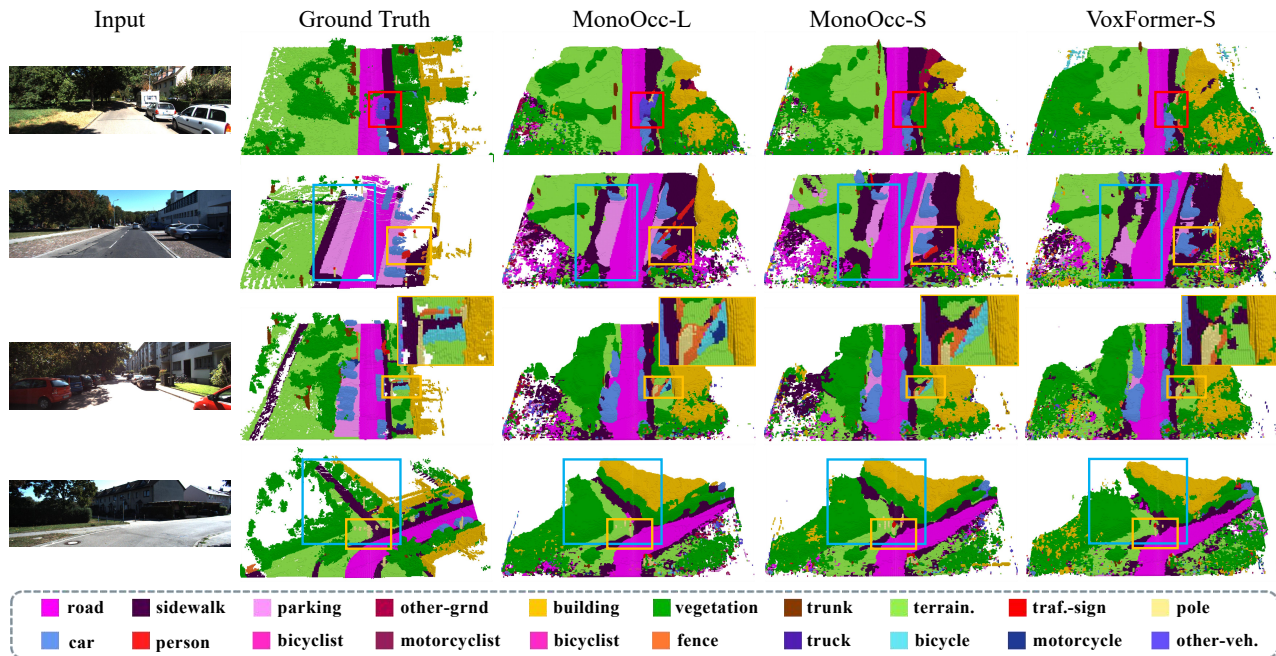 Input Ground Truth MonoOcc-L MonoOcc-S VoxFormer-S
road sidewalk parking other-grnd building vegetation trunk terrain. traf.-sign pole
car person bicyclist motorcyclist bicyclist fence truck bicycle motorcycle other-veh.